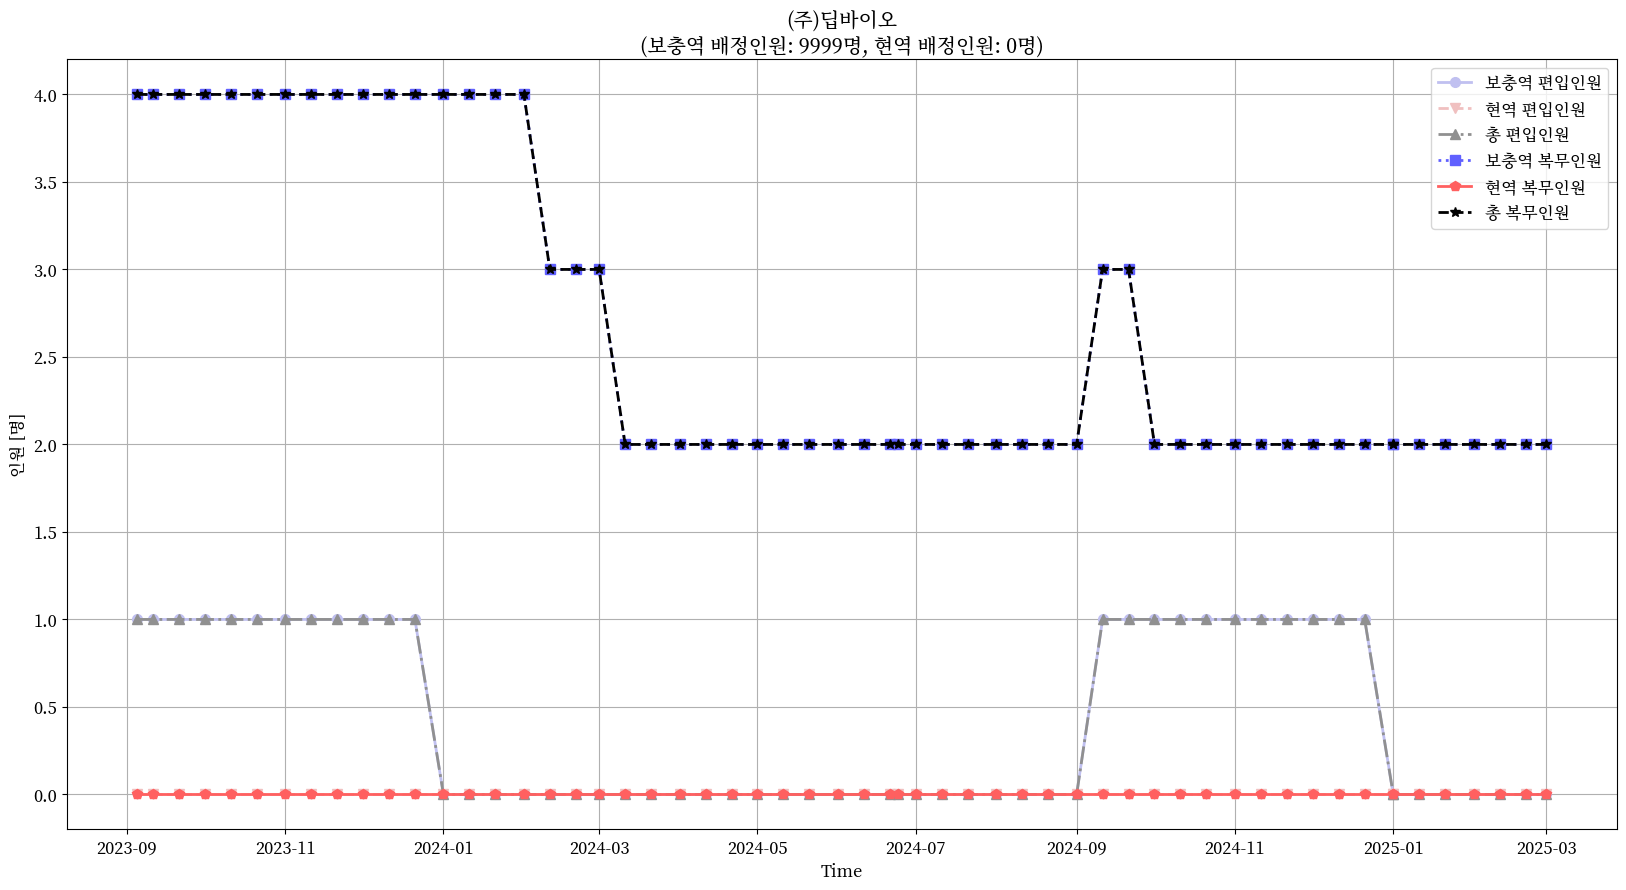 (주)딥바이오
(보충역 배정인원: 9999명, 현역 배정인원: 0명)
보충역 편입인원
현역 편입인원
총 편입인원
보충역 복무인원
현역 복무인원
총 복무인원
인원 [명]
4.0
3.5
3.0
2.5
2.0
1.5
1.0
0.5
0.0
2023-09 2023-11 2024-01 2024-03 2024-05 2024-07 2024-09 2024-11 2025-01 2025-03
Time